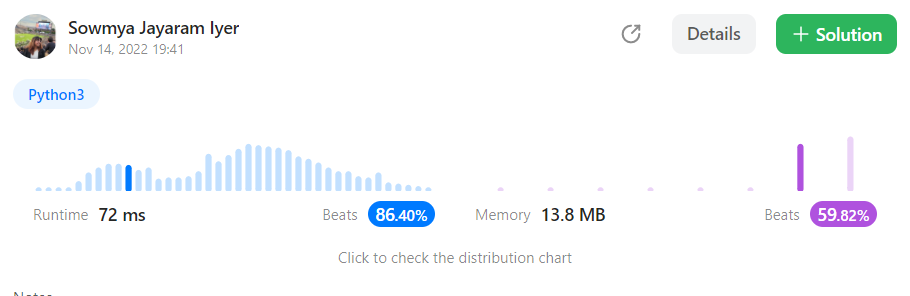 Sowmya Jayaram Iyer
Nov 14, 2022 19:41
Details
+ Solution
Python3
Runtime 72 ms
Beats 86.40%
Memory 13.8 MB
Beats 59.82%
Click to check the distribution chart
Notes